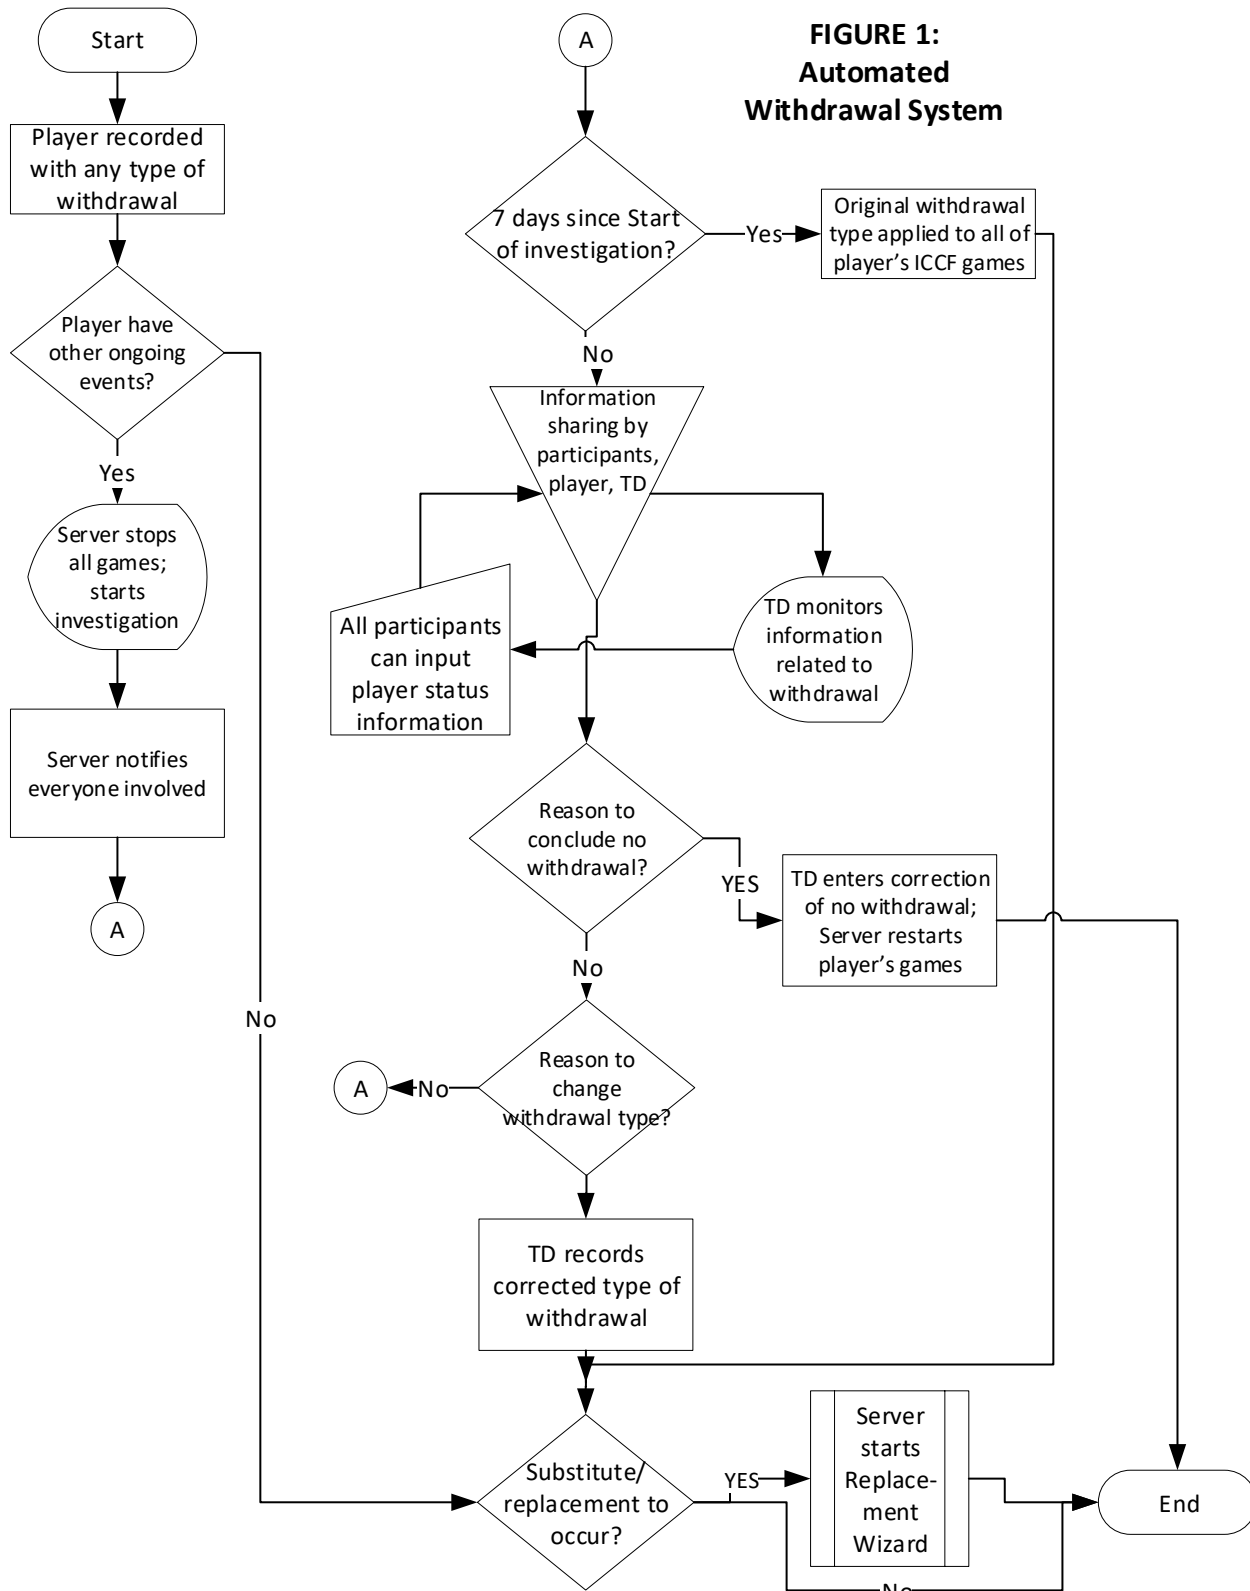 Start
Player recorded
with any type of
withdrawal
Player have
other ongoing
events?
Yes
Server stops
all games;
starts
investigation
Server notifies
everyone involved
A
No
A
FIGURE 1:
Automated
Withdrawal System
7 days since Start
of investigation?
Yes
Original withdrawal
type applied to all of
player's ICCF games
No
Information
sharing by
participants,
player, TD
All participants
can input
player status
information
TD monitors
information
related to
withdrawal
Reason to
conclude no
withdrawal?
YES
TD enters correction
of no withdrawal;
Server restarts
player's games
No
Reason to
change
withdrawal type?
No
A
TD records
corrected type of
withdrawal
Substitute/
replacement to
occur?
YES
Server
starts
Replace-
ment
Wizard
End
No